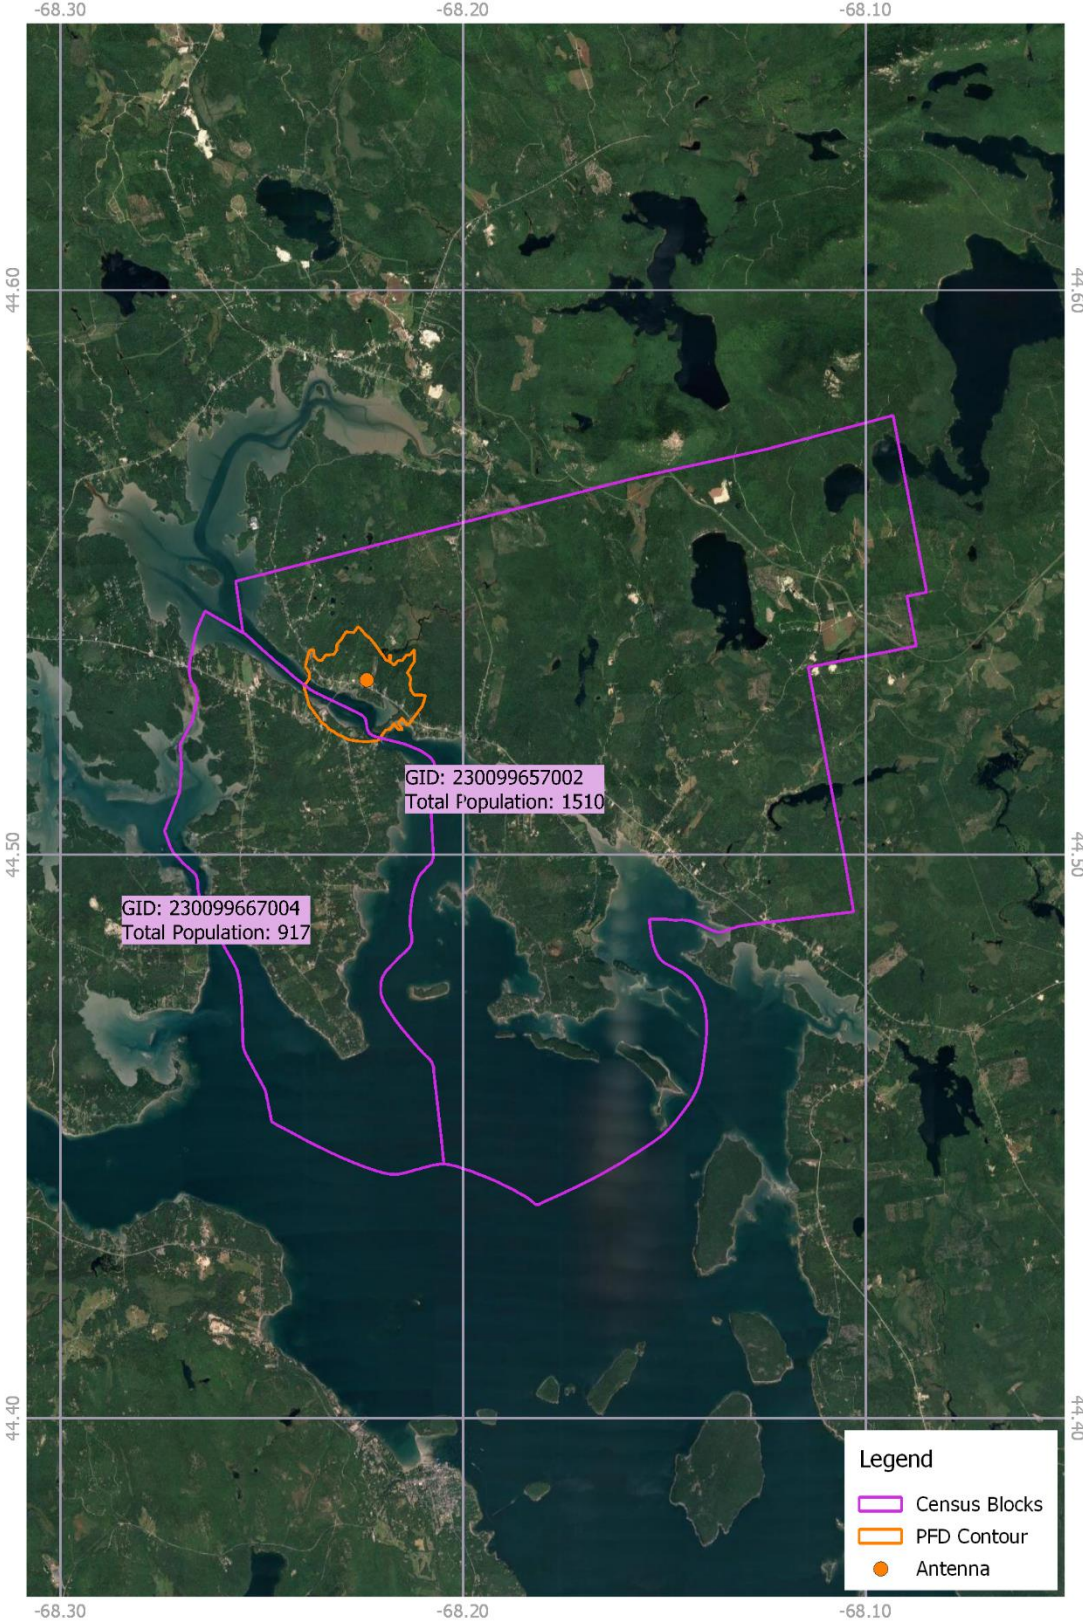 -68.30
-68.20
-68.10
44.60
44.60
GID: 230099657002
Total Population: 1510
44.50
44.50
GID: 230099667004
Total Population: 917
44.40
44.40
Legend
Census Blocks
PFD Contour
Antenna
-68.30
-68.20
-68.10